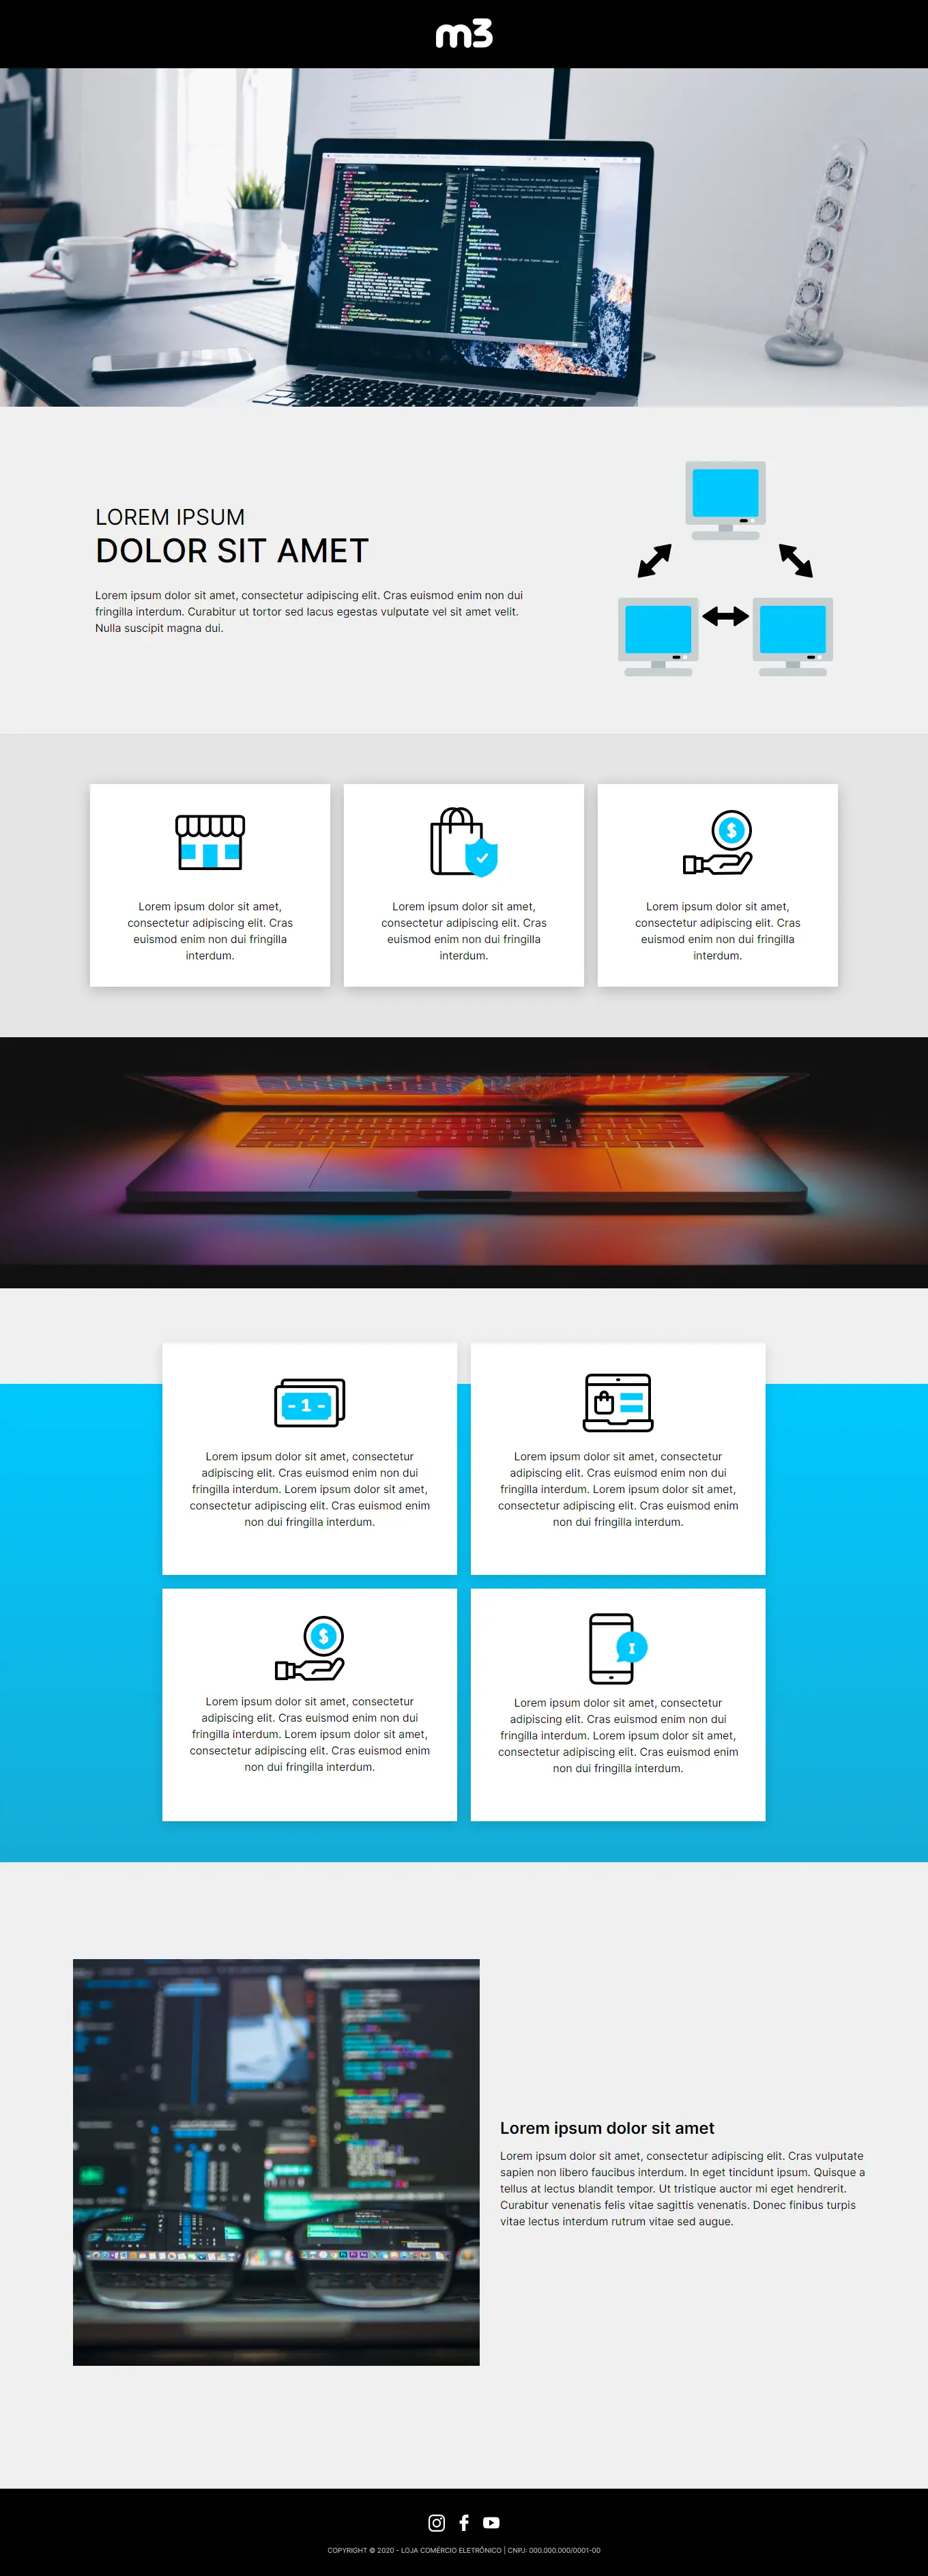 m3
LOREM IPSUM
DOLOR SIT AMET
Lorem ipsum dolor sit amet, consectetur adipiscing elit. Cras euismod enim non dui
fringilla interdum. Curabitur ut tortor sed lacus egestas vulputate vel sit amet velit.
Nulla suscipit magna dui.
Lorem ipsum dolor sit amet,
consectetur adipiscing elit. Cras
euismod enim non dui fringilla
interdum.
$
Lorem ipsum dolor sit amet,
consectetur adipiscing elit. Cras
euismod enim non dui fringilla
interdum.
Lorem ipsum dolor sit amet,
consectetur adipiscing elit. Cras
euismod enim non dui fringilla
interdum.
- 1 -
Lorem ipsum dolor sit amet, consectetur
adipiscing elit. Cras euismod enim non dui
fringilla interdum. Lorem ipsum dolor sit amet,
consectetur adipiscing elit. Cras euismod enim
non dui fringilla interdum.
Lorem ipsum dolor sit amet, consectetur
adipiscing elit. Cras euismod enim non dui
fringilla interdum. Lorem ipsum dolor sit amet,
consectetur adipiscing elit. Cras euismod enim
non dui fringilla interdum.
$
Lorem ipsum dolor sit amet, consectetur
adipiscing elit. Cras euismod enim non dui
fringilla interdum. Lorem ipsum dolor sit amet,
consectetur adipiscing elit. Cras euismod enim
non dui fringilla interdum.
1
Lorem ipsum dolor sit amet, consectetur
adipiscing elit. Cras euismod enim non dui
fringilla interdum. Lorem ipsum dolor sit amet,
consectetur adipiscing elit. Cras euismod enim
non dui fringilla interdum.
Lorem ipsum dolor sit amet
Lorem ipsum dolor sit amet, consectetur adipiscing elit. Cras vulputate
sapien non libero faucibus interdum. In eget tincidunt ipsum. Quisque a
tellus at lectus blandit tempor. Ut tristique auctor mi eget hendrerit.
Curabitur venenatis felis vitae sagittis venenatis. Donec finibus turpis
vitae lectus interdum rutrum vitae sed augue.
COPYRIGHT © 2020 - LOJA COMÉRCIO ELETRÔNICO | CNPJ: 000.000.000/0001-00